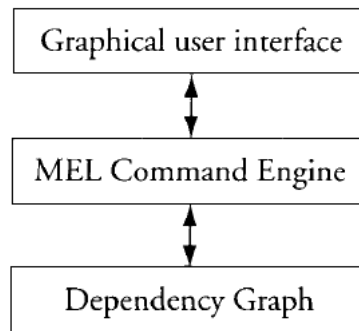 Graphical user interface
MEL Command Engine
Dependency Graph